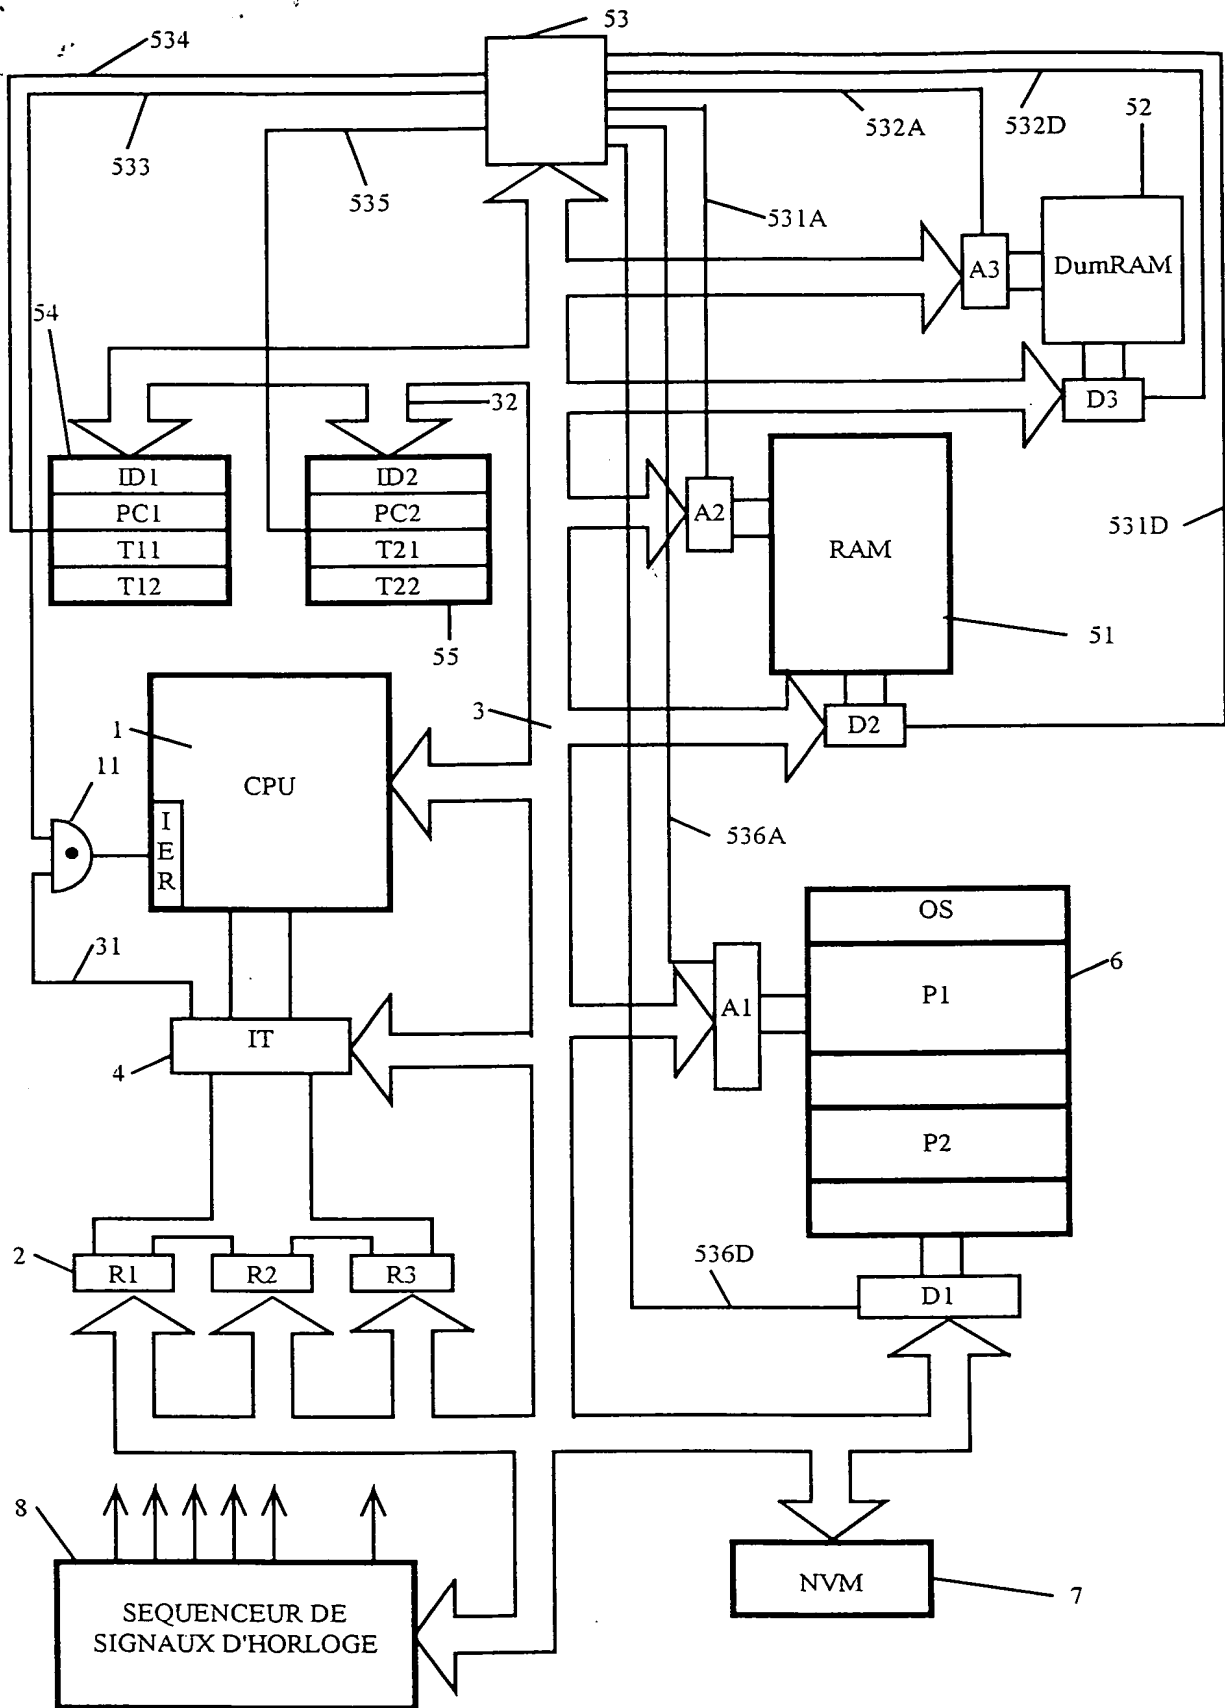 53
534
533
535
532A
532D
52
531A
A3
DumRAM
54
32
D3
ID1
PC1
T11
T12
ID2
PC2
T21
T22
A2
RAM
531D
55
51
3
D2
1
11
CPU
I
E
R
536A
OS
31
6
A1
P1
IT
4
P2
2
R1
R2
R3
536D
D1
8
SEQUENCEUR DE
SIGNAUX D'HORLOGE
NVM
7